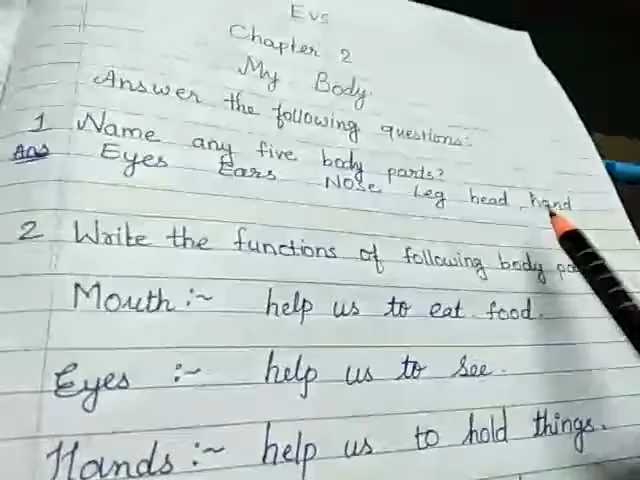 Evs
Chapter 2
My Body.
Answer the following questions:
1 Name any five body parts?
Ans Eyes Ears Nose Leg head, hand
2 Write the functions of following body
Mouth :~ help us to eat food.
Eyes :~ help us to see.
Hands :~ help us to hold things.